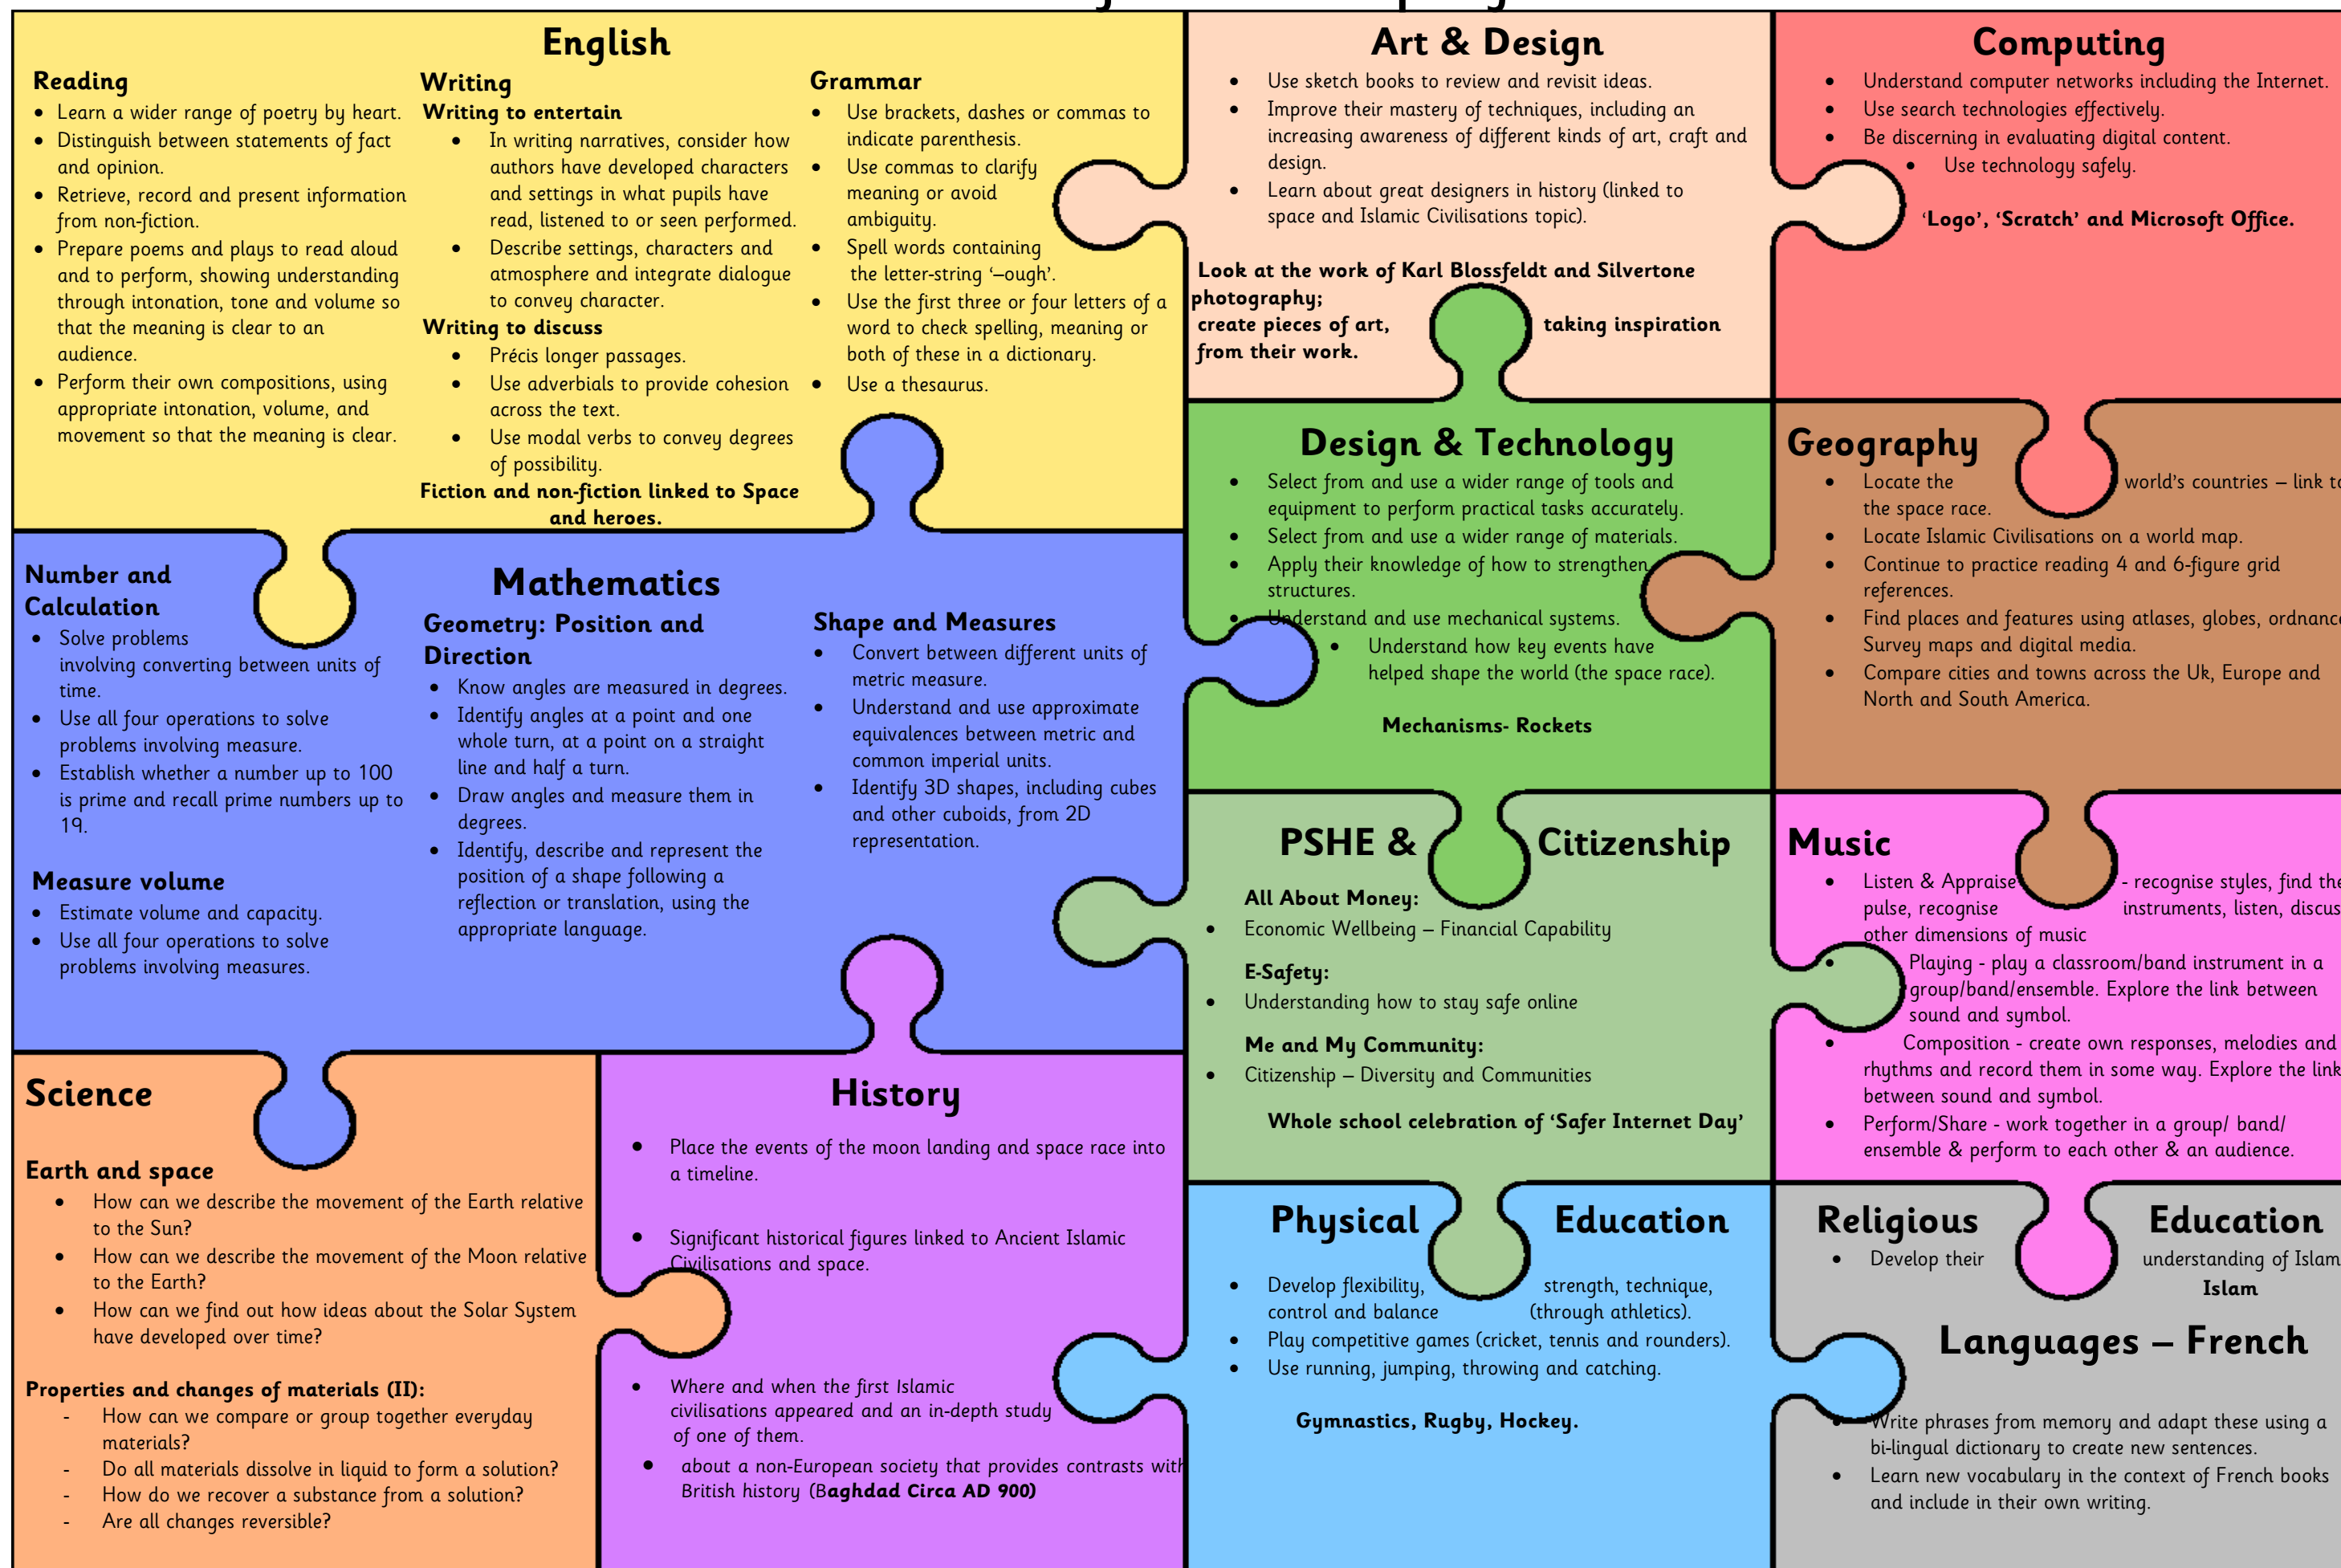 English
Reading
• Learn a wider range of poetry by heart.
• Distinguish between statements of fact
and opinion.
• Retrieve, record and present information
from non-fiction.
• Prepare poems and plays to read aloud
and to perform, showing understanding
through intonation, tone and volume so
that the meaning is clear to an
audience.
• Perform their own compositions, using
appropriate intonation, volume, and
movement so that the meaning is clear.
Writing
Writing to entertain
• In writing narratives, consider how
authors have developed characters
and settings in what pupils have
read, listened to or seen performed.
• Describe settings, characters and
atmosphere and integrate dialogue
to convey character.
Writing to discuss
• Précis longer passages.
• Use adverbials to provide cohesion
across the text.
• Use modal verbs to convey degrees
of possibility.
Fiction and non-fiction linked to Space
and heroes.
Grammar
• Use brackets, dashes or commas to
indicate parenthesis.
• Use commas to clarify
meaning or avoid
ambiguity.
• Spell words containing
the letter-string ‘–ough’.
• Use the first three or four letters of a
word to check spelling, meaning or
both of these in a dictionary.
• Use a thesaurus.
Art & Design
• Use sketch books to review and revisit ideas.
• Improve their mastery of techniques, including an
increasing awareness of different kinds of art, craft and
design.
• Learn about great designers in history (linked to
space and Islamic Civilisations topic).
Look at the work of Karl Blossfeldt and Silvertone
photography;
create pieces of art, taking inspiration
from their work.
Computing
• Understand computer networks including the Internet.
• Use search technologies effectively.
• Be discerning in evaluating digital content.
• Use technology safely.
‘Logo’, ‘Scratch’ and Microsoft Office.
Mathematics
Number and
Calculation
• Solve problems
involving converting between units of
time.
• Use all four operations to solve
problems involving measure.
• Establish whether a number up to 100
is prime and recall prime numbers up to
19.
Measure volume
• Estimate volume and capacity.
• Use all four operations to solve
problems involving measures.
Geometry: Position and
Direction
• Know angles are measured in degrees.
• Identify angles at a point and one
whole turn, at a point on a straight
line and half a turn.
• Draw angles and measure them in
degrees.
• Identify, describe and represent the
position of a shape following a
reflection or translation, using the
appropriate language.
Shape and Measures
• Convert between different units of
metric measure.
• Understand and use approximate
equivalences between metric and
common imperial units.
• Identify 3D shapes, including cubes
and other cuboids, from 2D
representation.
Design & Technology
• Select from and use a wider range of tools and
equipment to perform practical tasks accurately.
• Select from and use a wider range of materials.
• Apply their knowledge of how to strengthen
structures.
• Understand and use mechanical systems.
• Understand how key events have
helped shape the world (the space race).
Mechanisms- Rockets
Geography
• Locate the world’s countries – link to
the space race.
• Locate Islamic Civilisations on a world map.
• Continue to practice reading 4 and 6-figure grid
references.
• Find places and features using atlases, globes, ordnance
Survey maps and digital media.
• Compare cities and towns across the Uk, Europe and
North and South America.
PSHE & Citizenship
All About Money:
• Economic Wellbeing – Financial Capability
E-Safety:
• Understanding how to stay safe online
Me and My Community:
• Citizenship – Diversity and Communities
Whole school celebration of ‘Safer Internet Day’
Music
• Listen & Appraise - recognise styles, find the
pulse, recognise instruments, listen, discus
other dimensions of music
• Playing - play a classroom/band instrument in a
group/band/ensemble. Explore the link between
sound and symbol.
• Composition - create own responses, melodies and
rhythms and record them in some way. Explore the link
between sound and symbol.
• Perform/Share - work together in a group/ band/
ensemble & perform to each other & an audience.
Science
Earth and space
• How can we describe the movement of the Earth relative
to the Sun?
• How can we describe the movement of the Moon relative
to the Earth?
• How can we find out how ideas about the Solar System
have developed over time?
Properties and changes of materials (II):
- How can we compare or group together everyday
materials?
- Do all materials dissolve in liquid to form a solution?
- How do we recover a substance from a solution?
- Are all changes reversible?
History
• Place the events of the moon landing and space race into
a timeline.
• Significant historical figures linked to Ancient Islamic
Civilisations and space.
• Where and when the first Islamic
civilisations appeared and an in-depth study
of one of them.
• about a non-European society that provides contrasts with
British history (Baghdad Circa AD 900)
Physical Education
• Develop flexibility, strength, technique,
control and balance (through athletics).
• Play competitive games (cricket, tennis and rounders).
• Use running, jumping, throwing and catching.
Gymnastics, Rugby, Hockey.
Religious Education
• Develop their understanding of Islam
Islam
Languages – French
• Write phrases from memory and adapt these using a
bi-lingual dictionary to create new sentences.
• Learn new vocabulary in the context of French books
and include in their own writing.